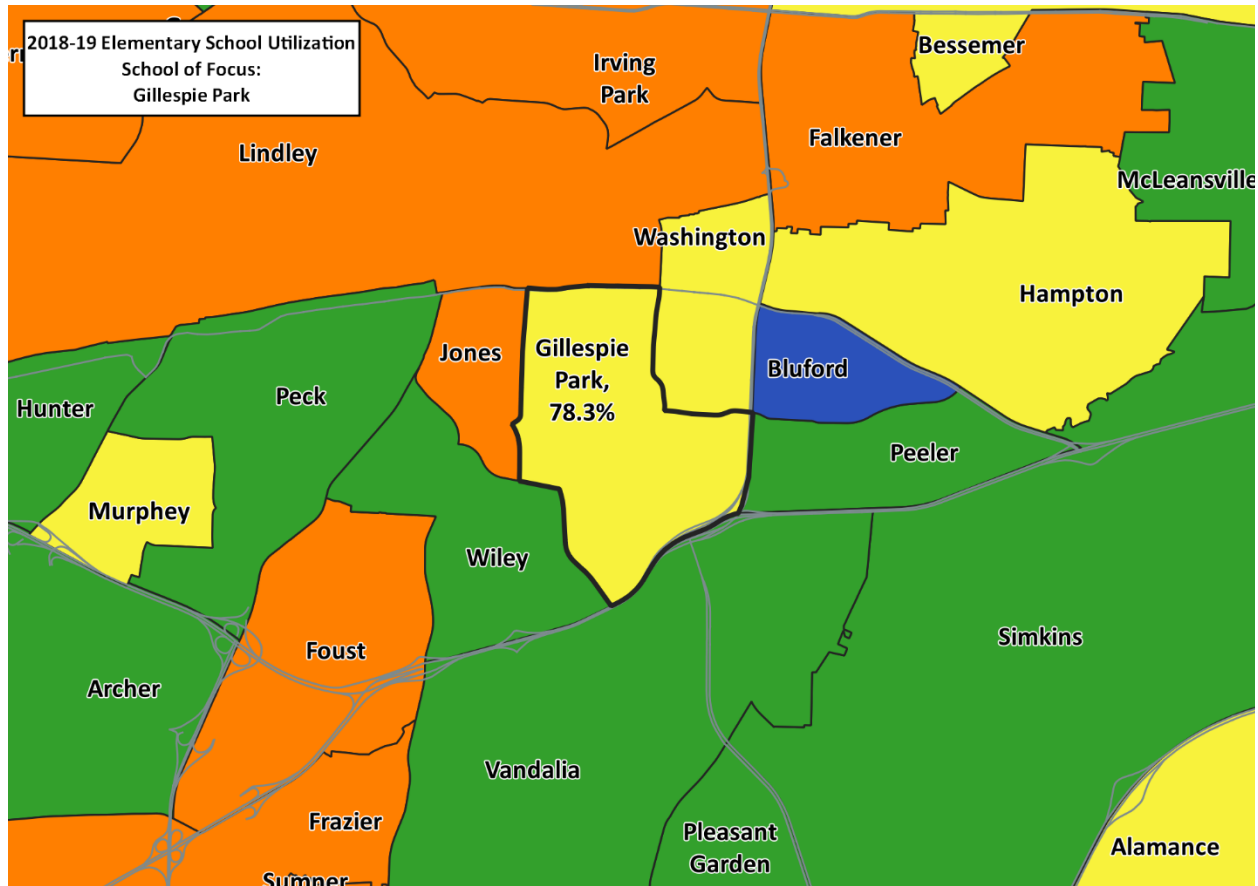 2018-19 Elementary School Utilization
School of Focus:
Gillespie Park
Bessemer
Irving
Park
Falkener
Lindley
McLeansville
Washington
Hampton
Jones
Gillespie
Park,
78.3%
Bluford
Peck
Hunter
Peeler
Murphey
Wiley
Simkins
Foust
Archer
Vandalia
Frazier
Pleasant
Garden
Alamance
Sumner